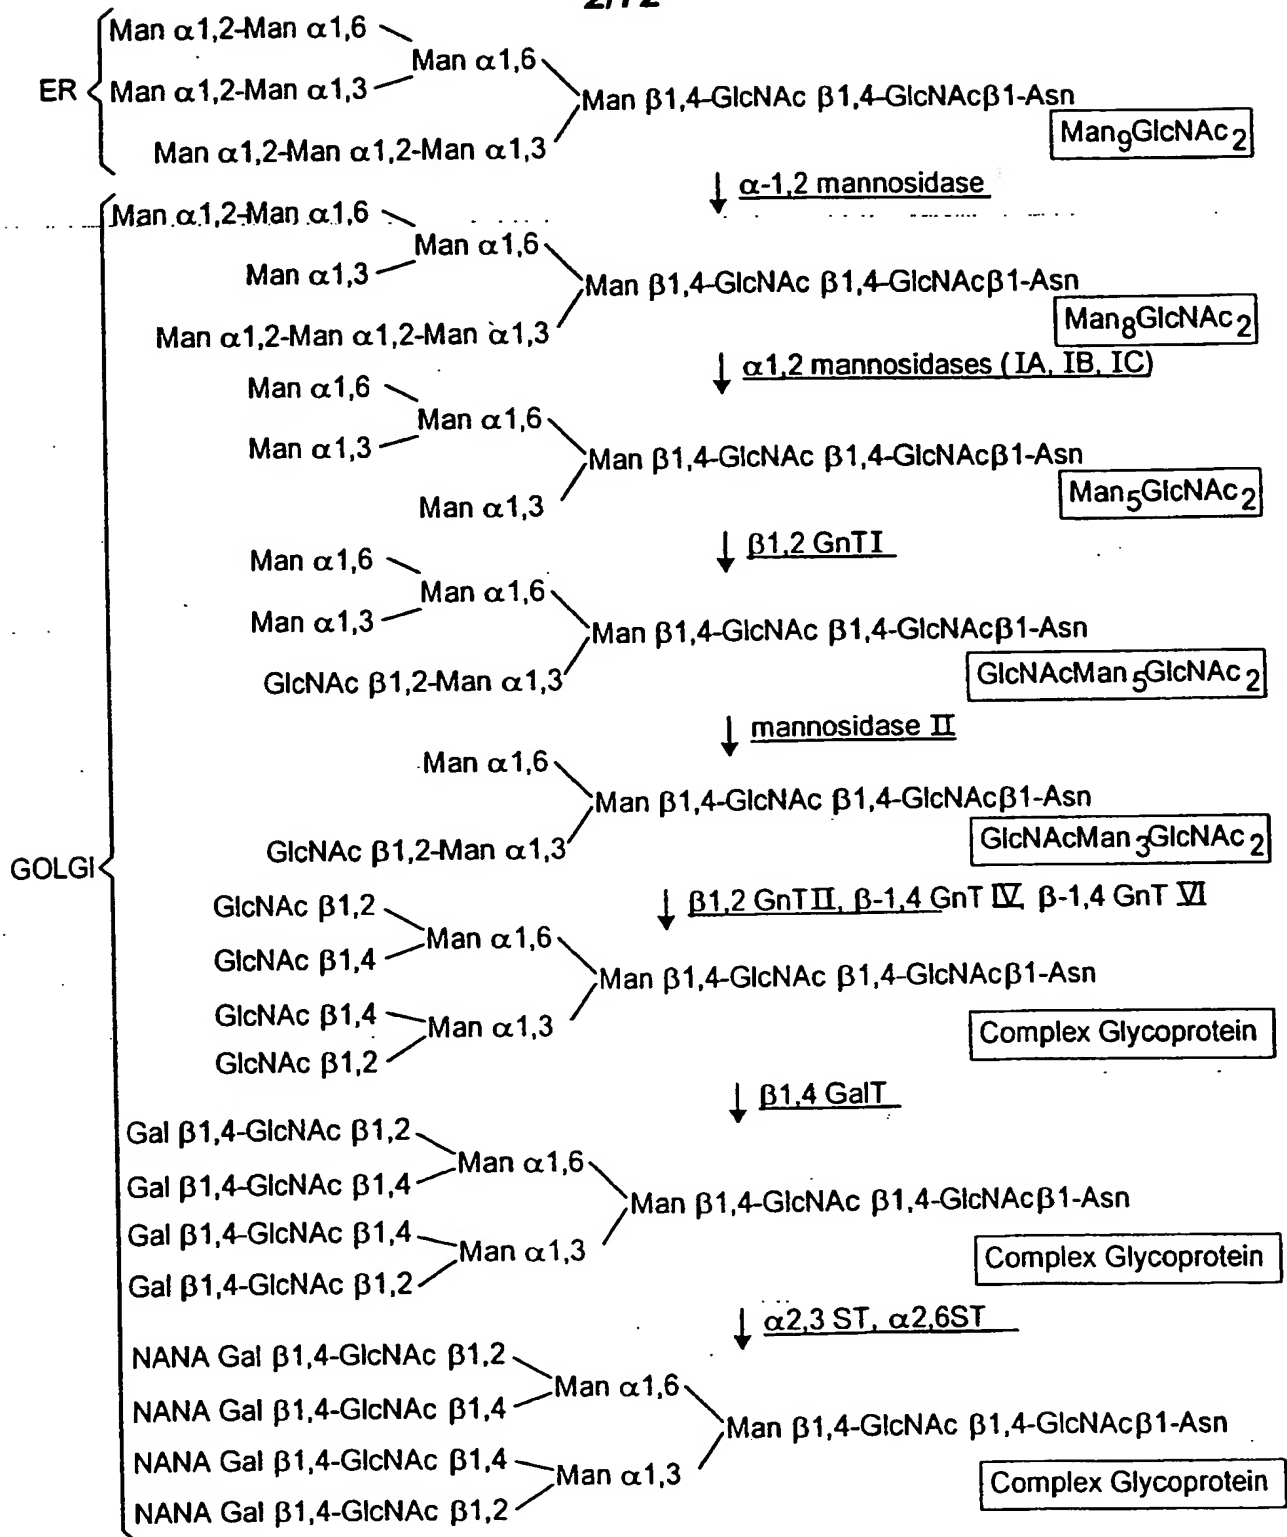 2/72
Man α1,2-Man α1,6
Man α1,6
ER
Man α1,2-Man α1,3
Man β1,4-GlcNAc β1,4-GlcNAcβ1-Asn
Man α1,2-Man α1,2-Man α1,3
Man9GlcNAc2
α-1,2 mannosidase
Man α1,2-Man α1,6
Man α1,6
Man α1,3
Man β1,4-GlcNAc β1,4-GlcNAcβ1-Asn
Man α1,2-Man α1,2-Man α1,3
Man8GlcNAc2
α1,2 mannosidases (IA, IB, IC)
Man α1,6
Man α1,6
Man α1,3
Man β1,4-GlcNAc β1,4-GlcNAcβ1-Asn
Man α1,3
Man5GlcNAc2
β1,2 GnTI
Man α1,6
Man α1,6
Man α1,3
Man β1,4-GlcNAc β1,4-GlcNAcβ1-Asn
GlcNAc β1,2-Man α1,3
GlcNAcMan5GlcNAc2
mannosidase II
Man α1,6
Man β1,4-GlcNAc β1,4-GlcNAcβ1-Asn
GlcNAc β1,2-Man α1,3
GlcNAcMan3GlcNAc2
GOLGI
β1,2 GnTII, β-1,4 GnT IV, β-1,4 GnT VI
GlcNAc β1,2
Man α1,6
GlcNAc β1,4
Man β1,4-GlcNAc β1,4-GlcNAcβ1-Asn
GlcNAc β1,4
Man α1,3
GlcNAc β1,2
Complex Glycoprotein
β1,4 GalT
Gal β1,4-GlcNAc β1,2
Man α1,6
Gal β1,4-GlcNAc β1,4
Man β1,4-GlcNAc β1,4-GlcNAcβ1-Asn
Gal β1,4-GlcNAc β1,4
Man α1,3
Gal β1,4-GlcNAc β1,2
Complex Glycoprotein
α2,3 ST, α2,6ST
NANA Gal β1,4-GlcNAc β1,2
Man α1,6
NANA Gal β1,4-GlcNAc β1,4
Man β1,4-GlcNAc β1,4-GlcNAcβ1-Asn
NANA Gal β1,4-GlcNAc β1,4
Man α1,3
NANA Gal β1,4-GlcNAc β1,2
Complex Glycoprotein